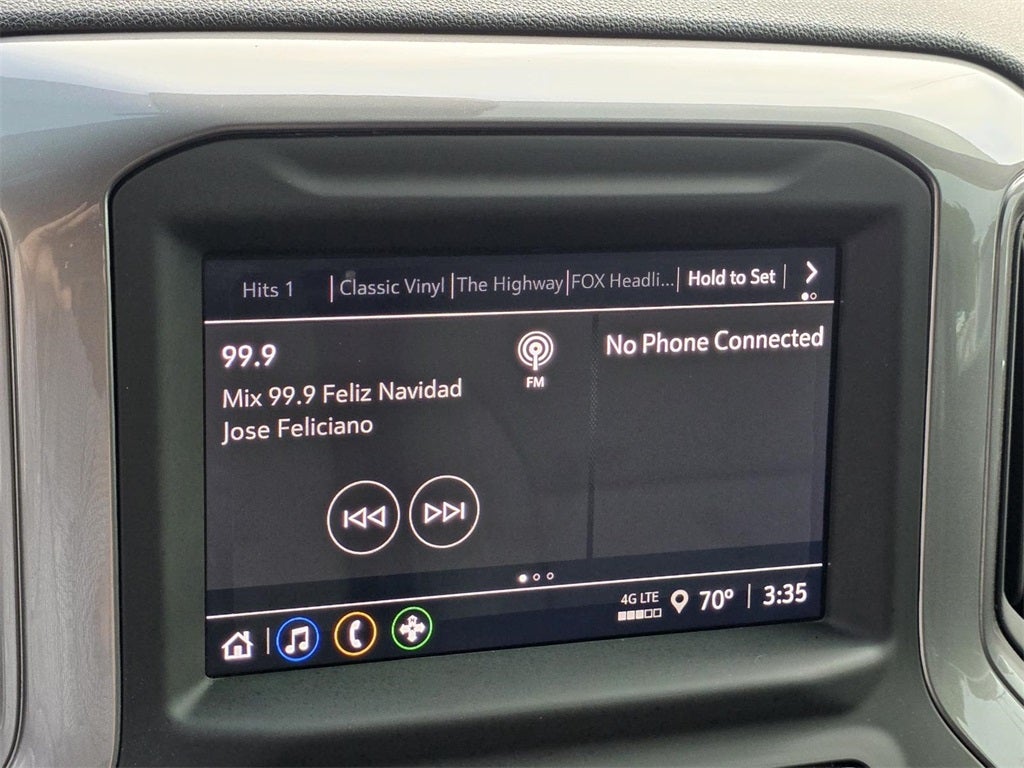 Hits 1 Classic Vinyl The Highway FOX Headli... Hold to Set
99.9
FM
No Phone Connected
Mix 99.9 Feliz Navidad
Jose Feliciano
4G LTE 70° 3:35